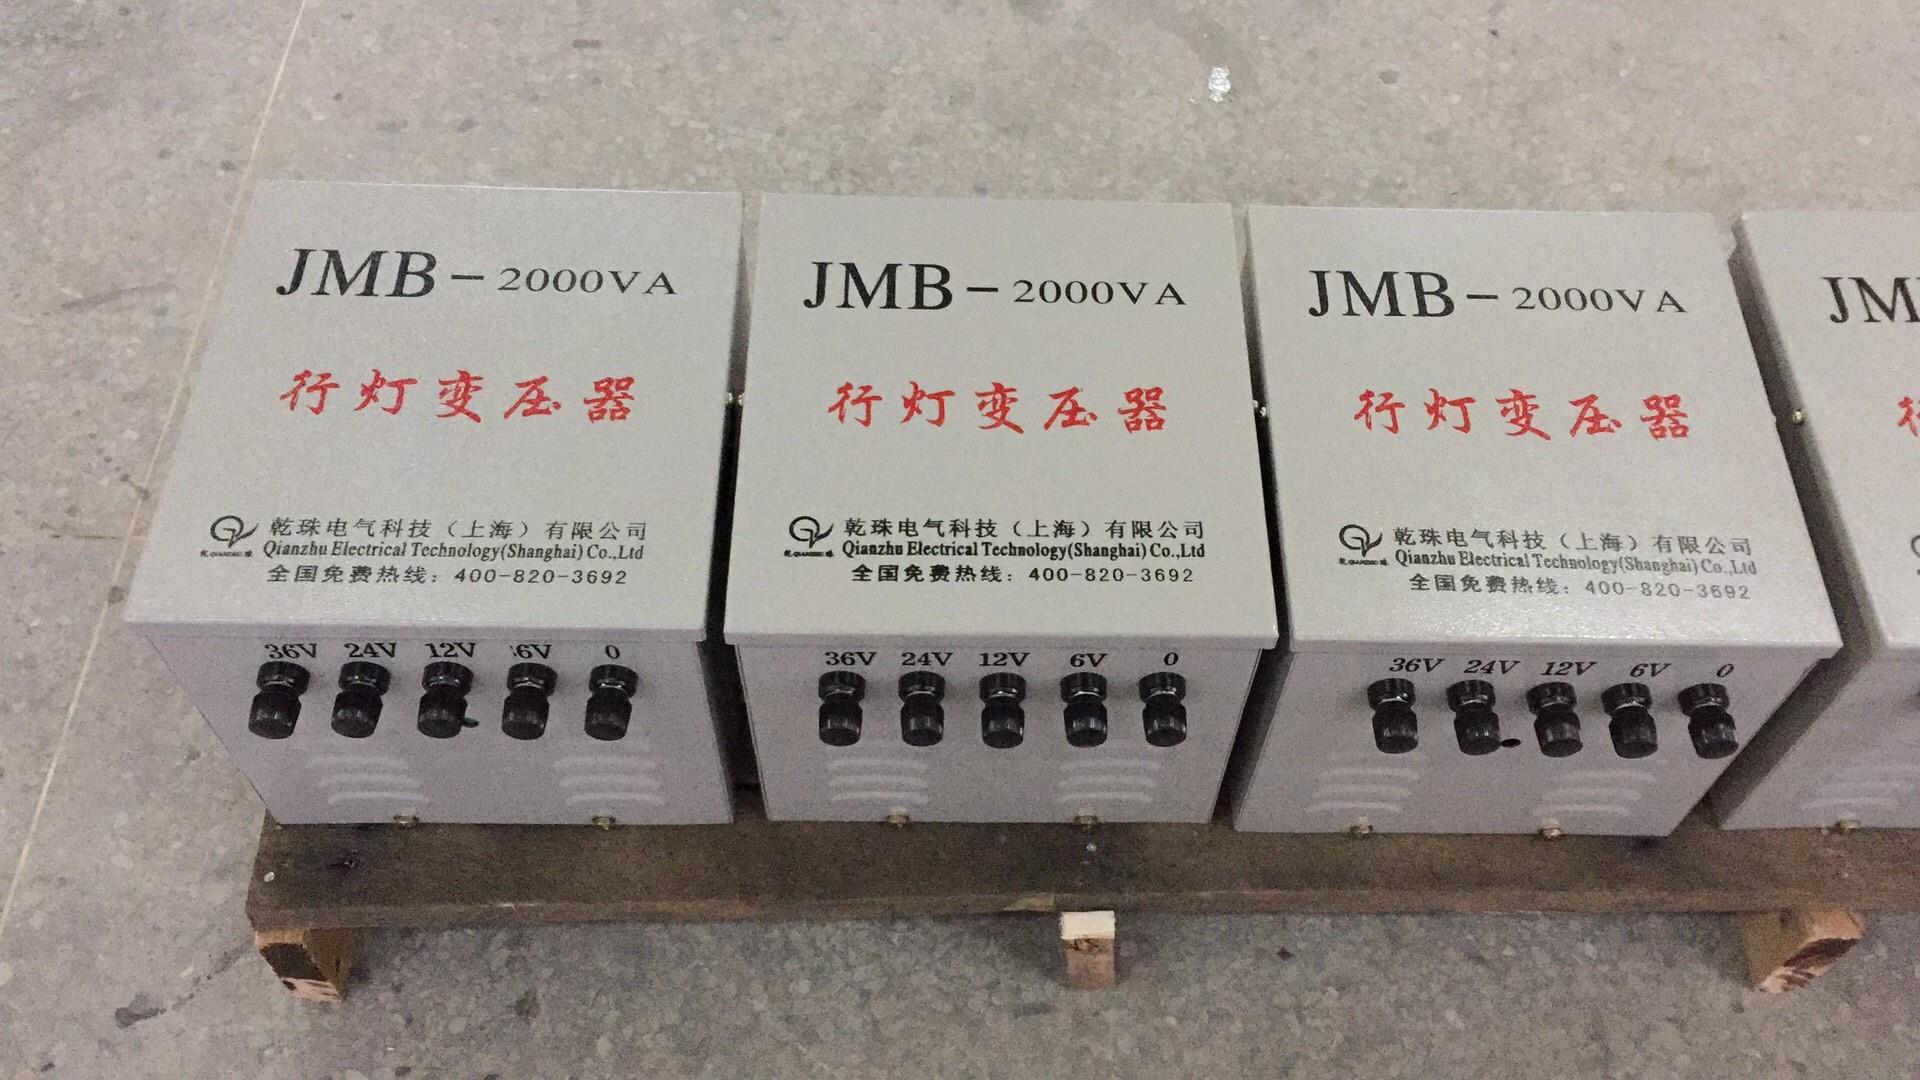 JMB-2000VA
行灯变压器
乾珠电气科技（上海）有限公司
Qianzhu Electrical Technology(Shanghai) Co.,Ltd
全国免费热线：400-820-3692
36V 24V 12V 6V 0
JMB-2000VA
行灯变压器
乾珠电气科技（上海）有限公司
Qianzhu Electrical Technology(Shanghai) Co.,Ltd
全国免费热线：400-820-3692
36V 24V 12V 6V 0
JMB-2000VA
行灯变压器
乾珠电气科技（上海）有限公司
Qianzhu Electrical Technology(Shanghai) Co.,Ltd
全国免费热线：400-820-3692
36V 24V 12V 6V 0
JM